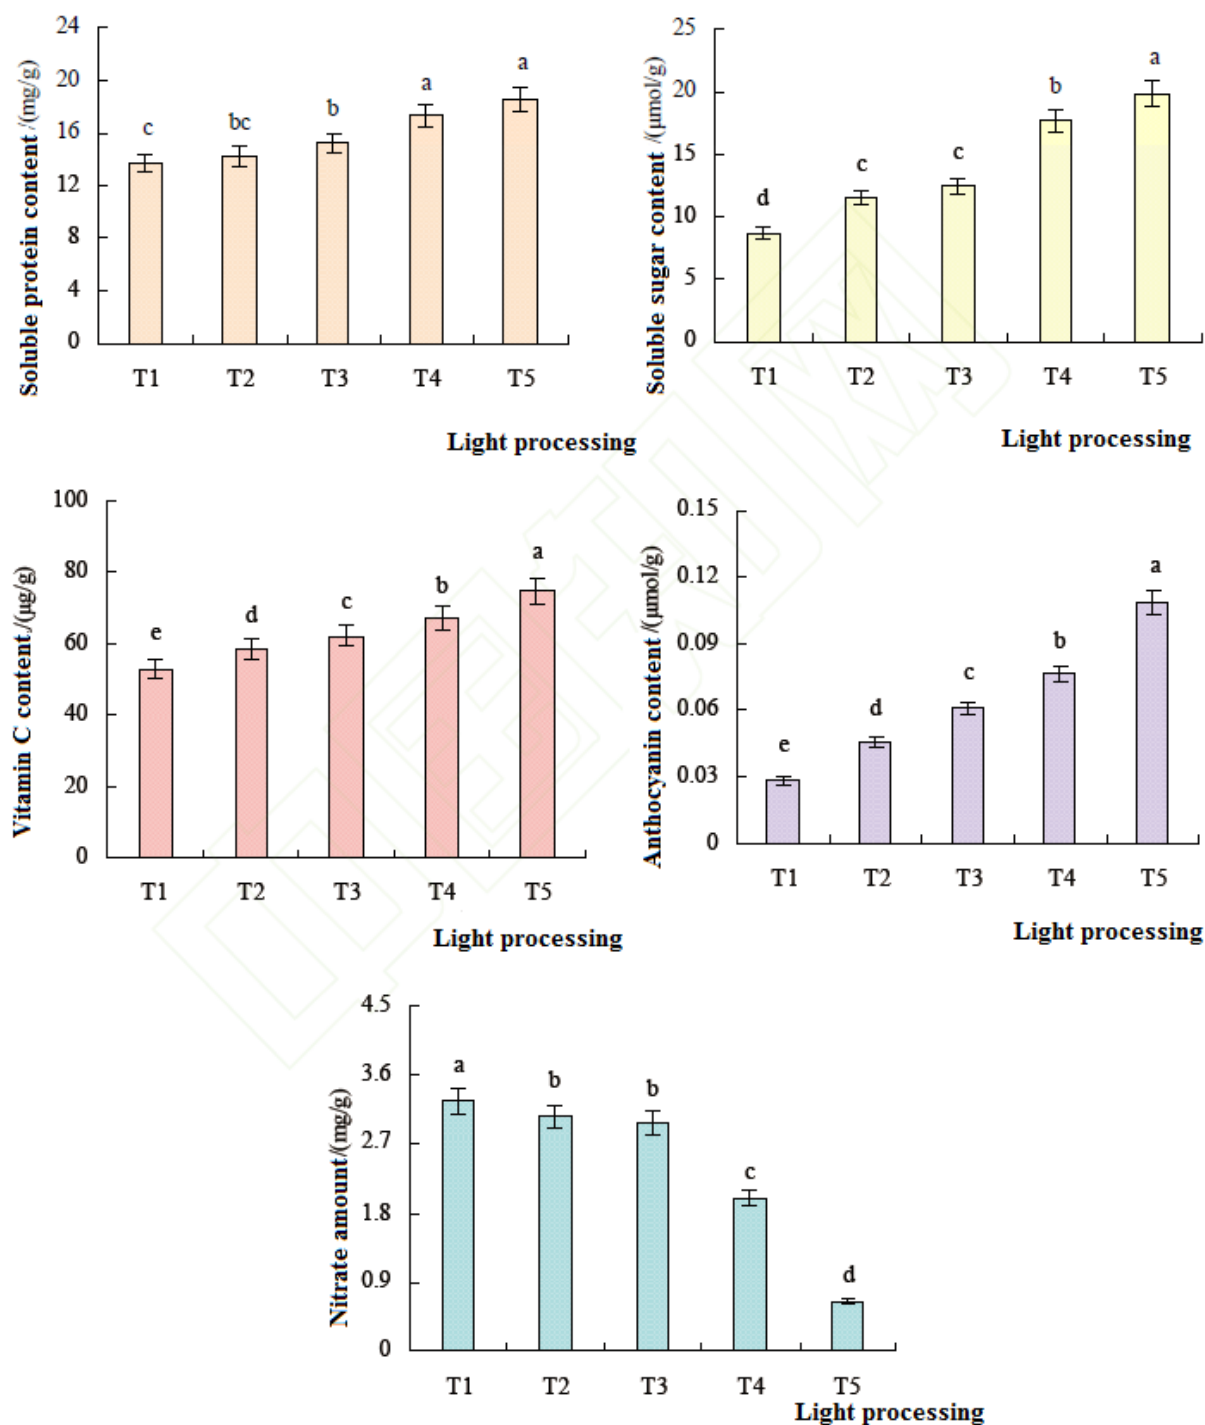 Soluble protein content /(mg/g)
24
20
16
12
8
4
0
c
bc
b
a
a
T1
T2
T3
T4
T5
Light processing
Soluble sugar content /(μmol/g)
25
20
15
10
5
0
d
c
c
b
a
T1
T2
T3
T4
T5
Light processing
Vitamin C content /(μg/g)
100
80
60
40
20
0
e
d
c
b
a
T1
T2
T3
T4
T5
Light processing
Anthocyanin content /(μmol/g)
0.15
0.12
0.09
0.06
0.03
0
e
d
c
b
a
T1
T2
T3
T4
T5
Light processing
Nitrate amount/(mg/g)
4.5
3.6
2.7
1.8
0.9
0
a
b
b
c
d
T1
T2
T3
T4
T5
Light processing